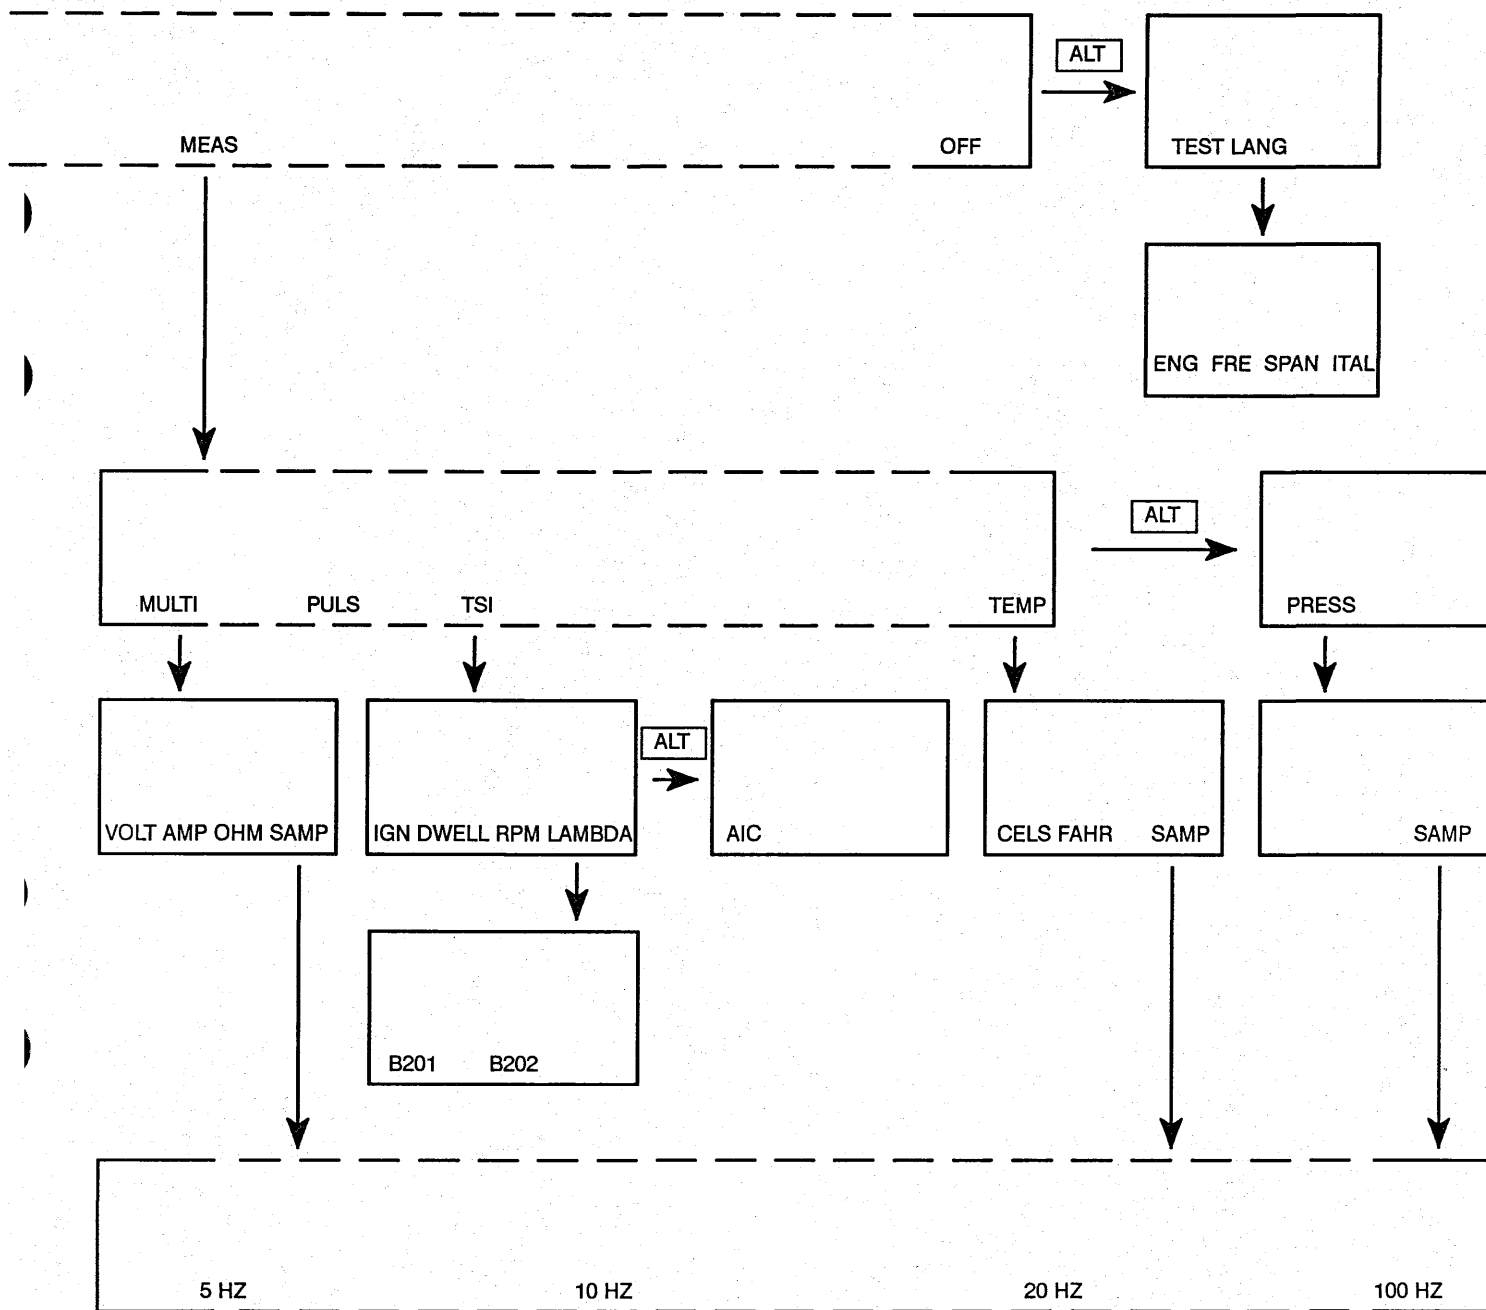 ALT
MEAS OFF TEST LANG
ENG FRE SPAN ITAL
ALT
MULTI PULS TSI TEMP PRESS
ALT
VOLT AMP OHM SAMP IGN DWELL RPM LAMBDA AIC CELS FAHR SAMP SAMP
B201 B202
5 HZ 10 HZ 20 HZ 100 HZ